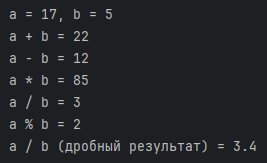 a = 17, b = 5
a + b = 22
a - b = 12
a * b = 85
a / b = 3
a % b = 2
a / b (дробный результат) = 3.4